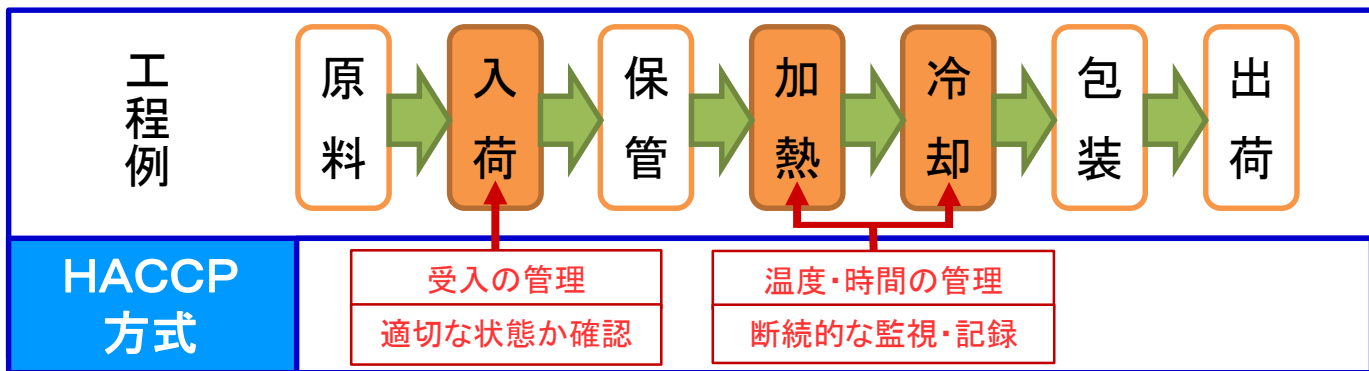 工程例
原料
入荷
保管
加熱
冷却
包装
出荷
HACCP
方式
受入の管理
適切な状態か確認
温度・時間の管理
断続的な監視・記録